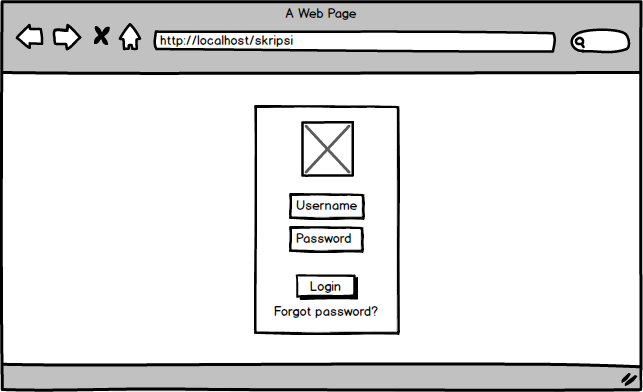 A Web Page
http://localhost/skripsi
Username
Password
Login
Forgot password?